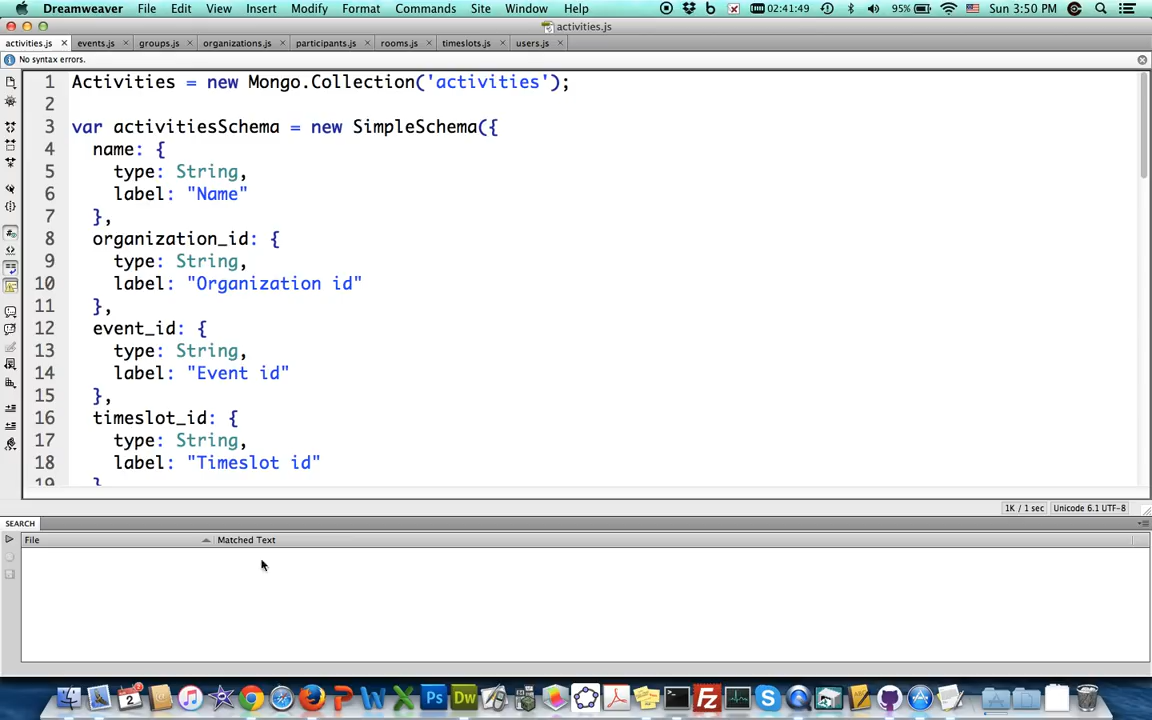 Dreamweaver File Edit View Insert Modify Format Commands Site Window Help 02:41:49 95% Sun 3:50 PM
activities.js
activities.js events.js groups.js organizations.js participants.js rooms.js timeslots.js users.js
No syntax errors.
1 Activities = new Mongo.Collection('activities');
2
3 var activitiesSchema = new SimpleSchema({
4 name: {
5 type: String,
6 label: "Name"
7 },
8 organization_id: {
9 type: String,
10 label: "Organization id"
11 },
12 event_id: {
13 type: String,
14 label: "Event id"
15 },
16 timeslot_id: {
17 type: String,
18 label: "Timeslot id"
19 }
1K / 1 sec Unicode 6.1 UTF-8
SEARCH
File Matched Text
2 Ps Dw Fz